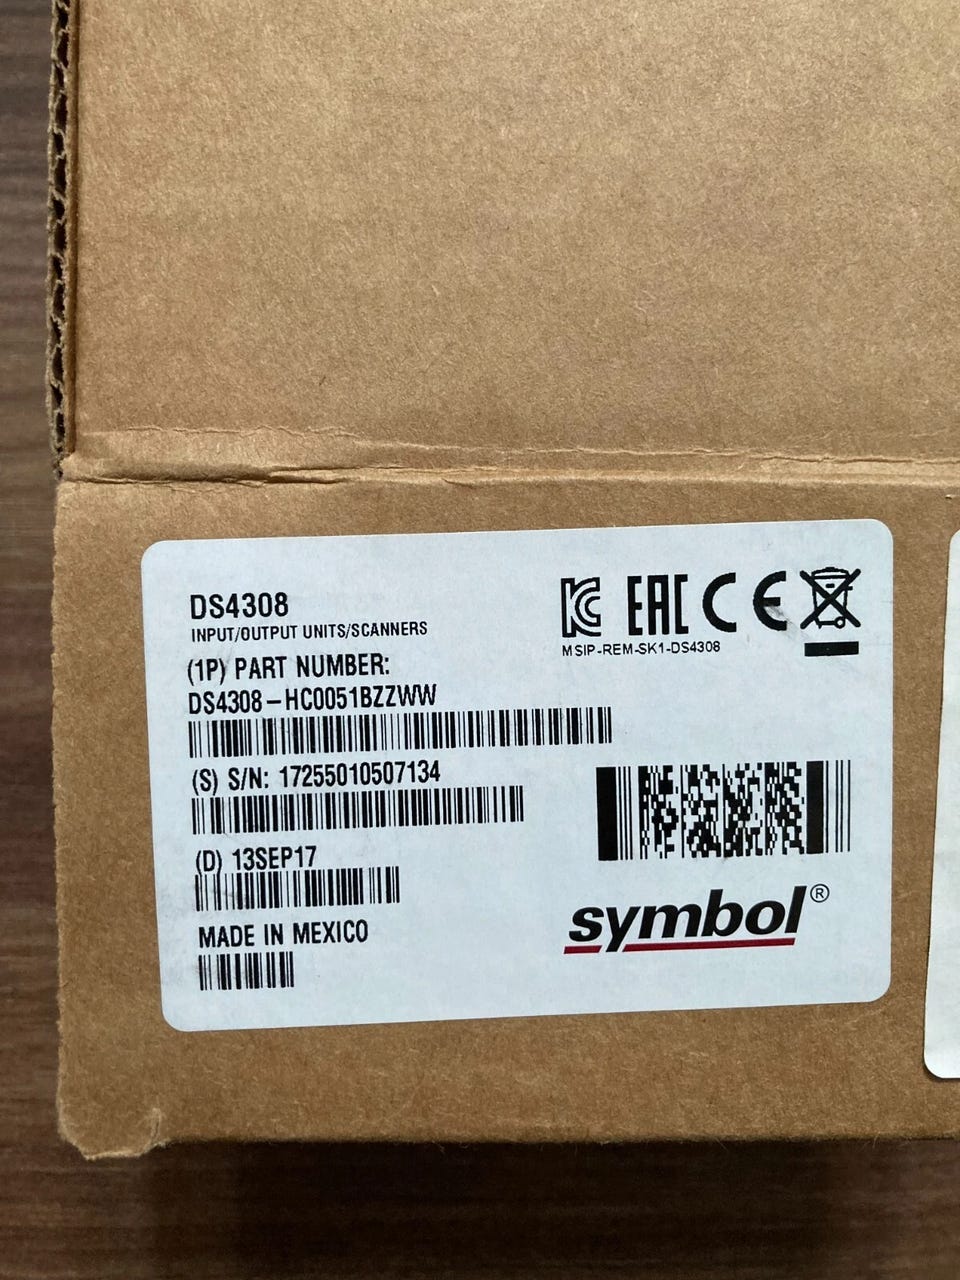 DS4308
INPUT/OUTPUT UNITS/SCANNERS
(1P) PART NUMBER:
DS4308-HC0051BZZWW
(S) S/N: 17255010507134
(D) 13SEP17
MADE IN MEXICO
KC EAC CE
MSIP-REM-SK1-DS4308
symbol®